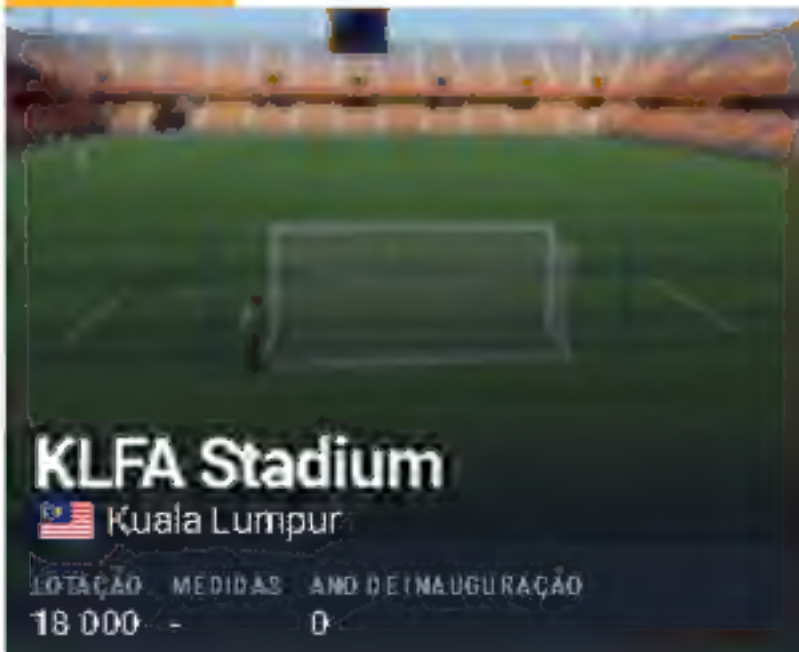 KLFA Stadium
Kuala Lumpur
LOTAÇÃO MEDIDAS ANO DE INAUGURAÇÃO
18 000 - 0